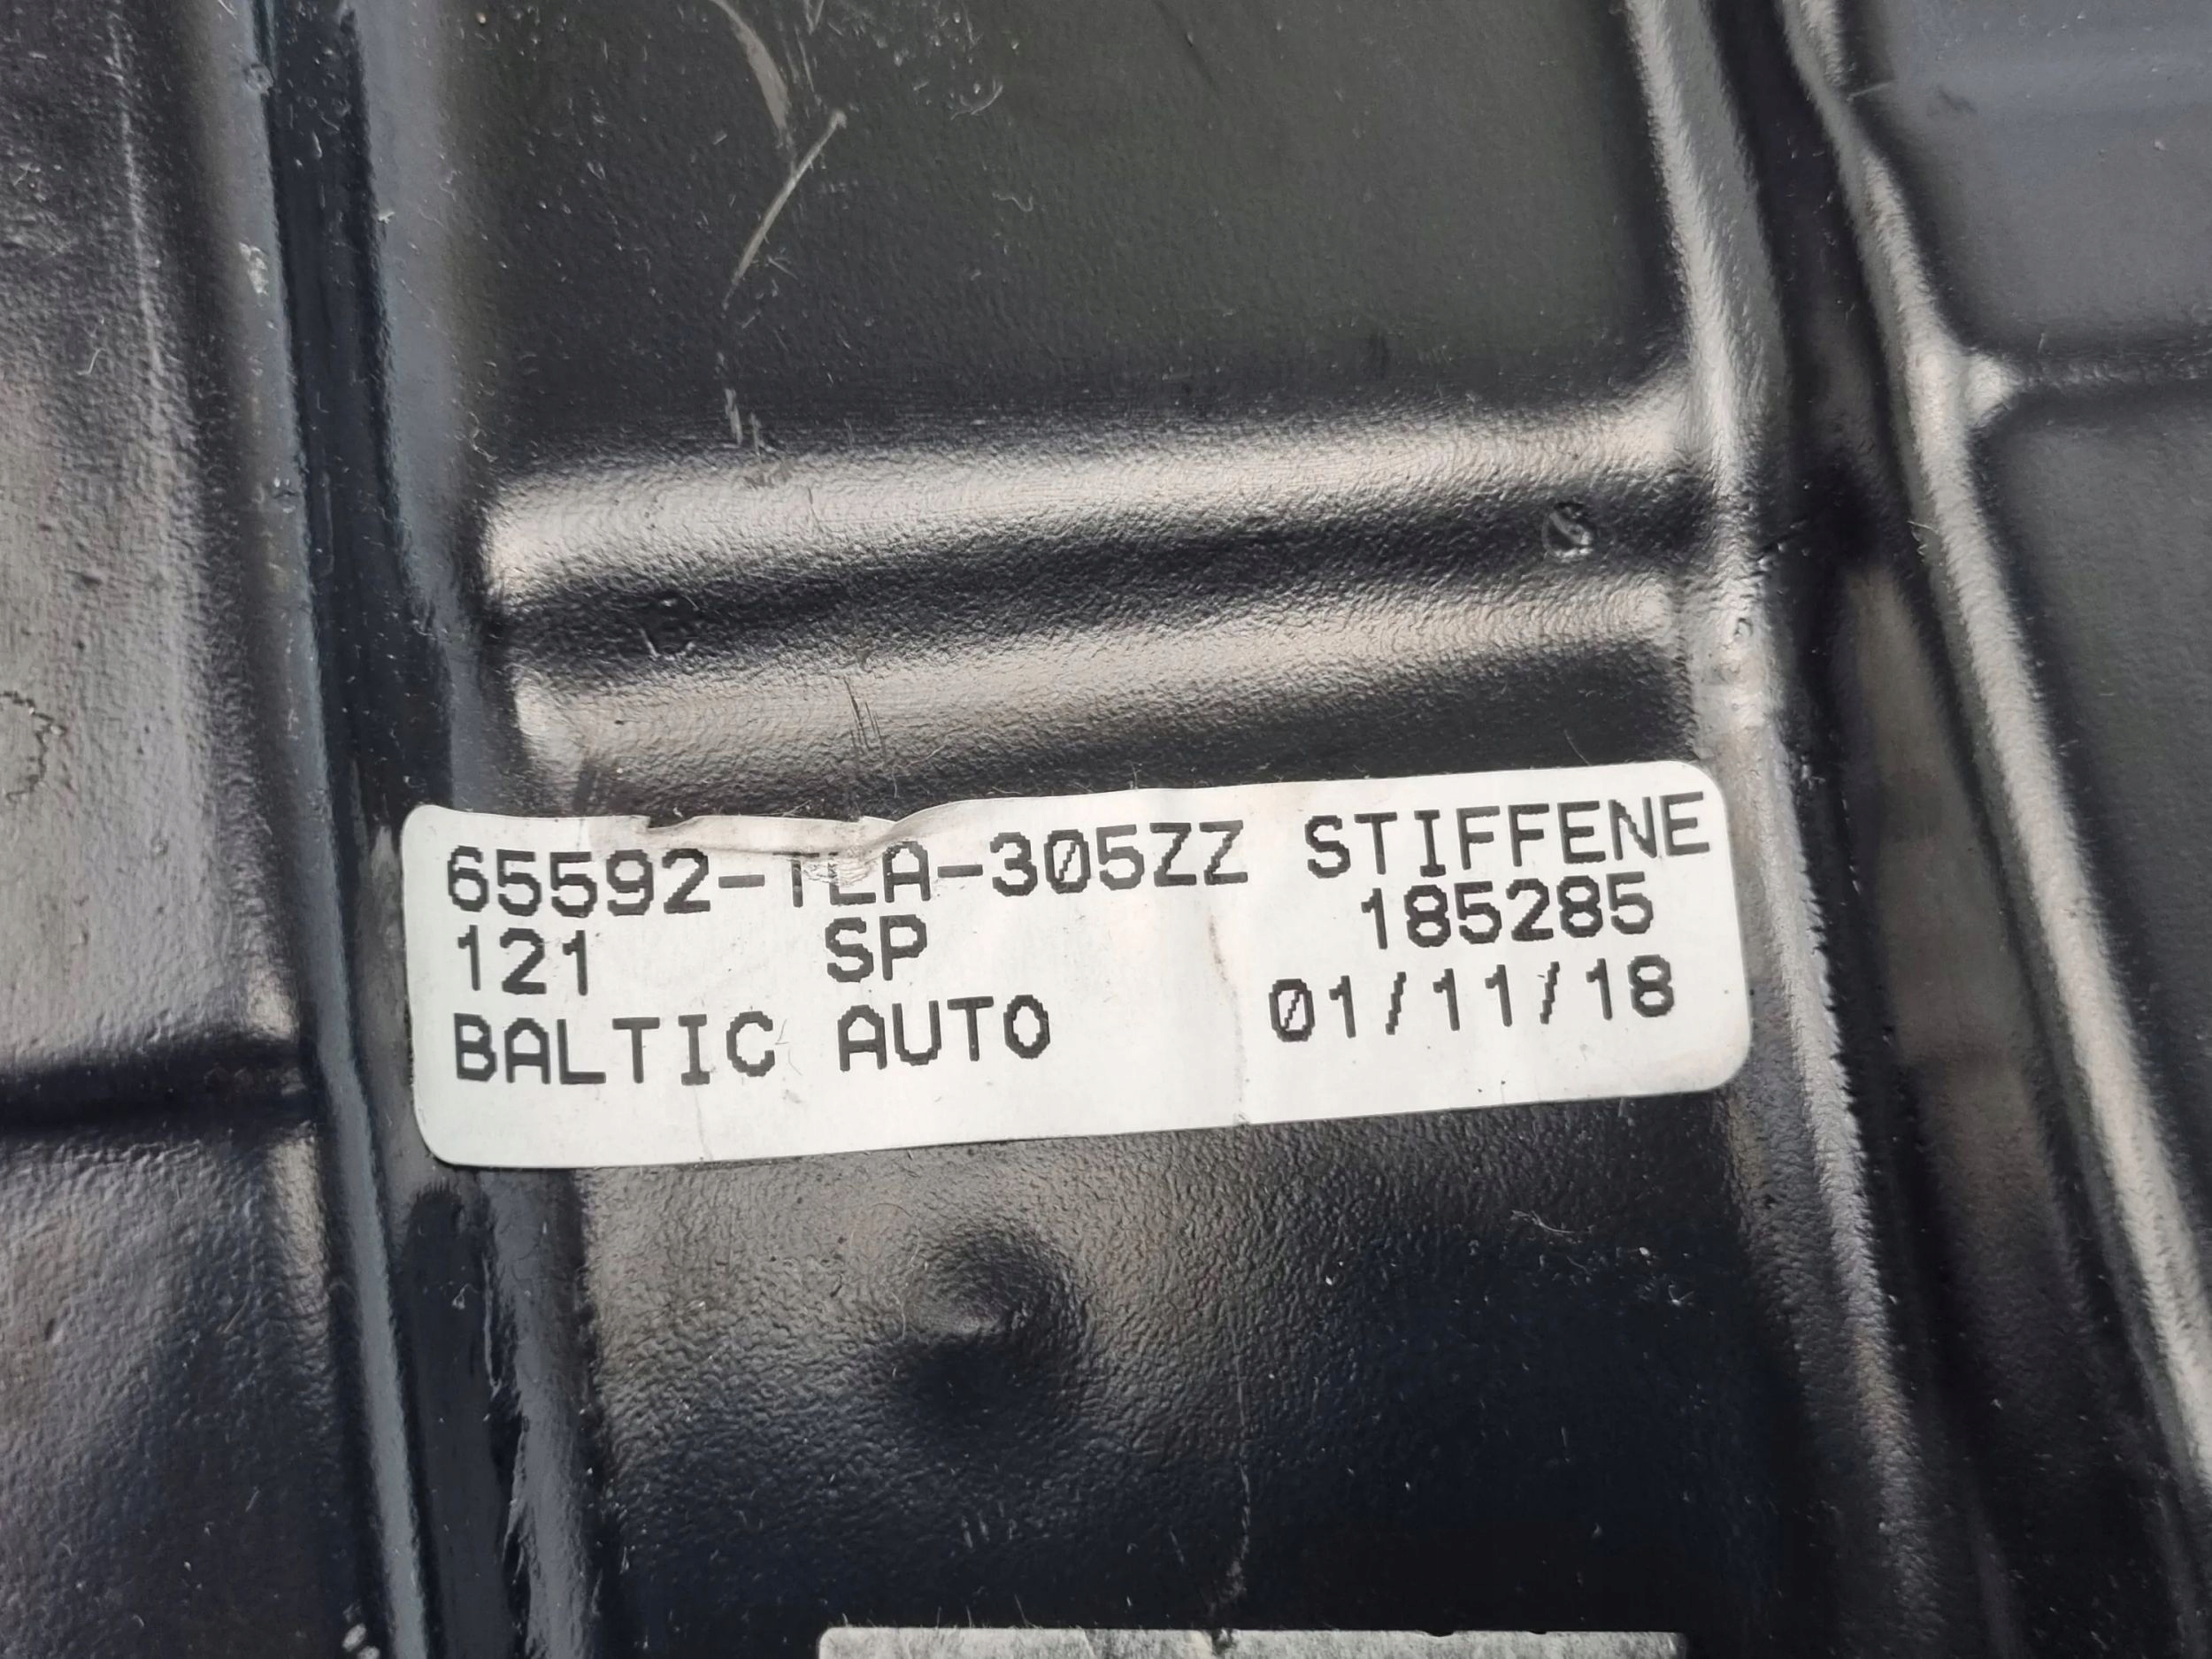 65592-TLA-305ZZ STIFFENE
121 SP 185285
BALTIC AUTO 01/11/18